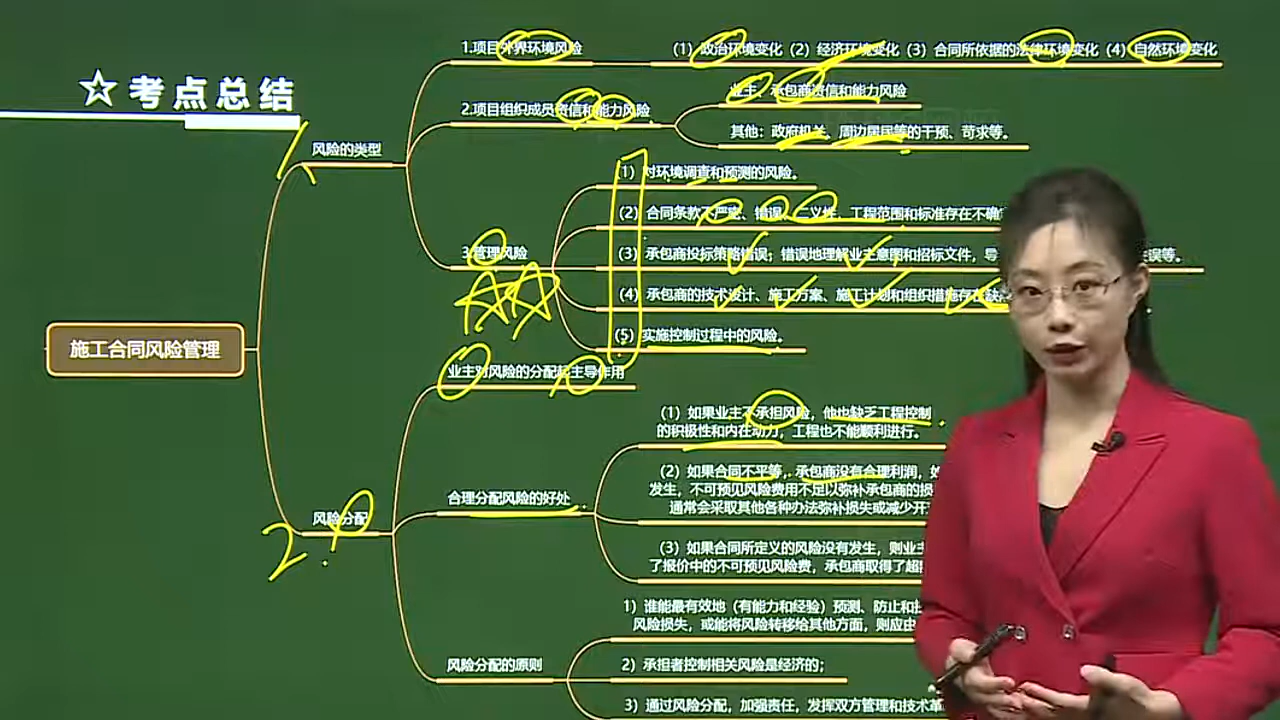 ☆考点总结
施工合同风险管理
风险的类型
1.项目外界环境风险
（1）政治环境变化（2）经济环境变化（3）合同所依据的法律环境变化（4）自然环境变化
2.项目组织成员资信和能力风险
业主、承包商资信和能力风险
其他：政府机关、周边居民等的干预、苛求等。
3.管理风险
（1）对环境调查和预测的风险。
（2）合同条款不严密、错误、二义性，工程范围和标准存在不确
（3）承包商投标策略错误；错误地理解业主意图和招标文件，导
误等。
（4）承包商的技术设计、施工方案、施工计划和组织措施存在缺
（5）实施控制过程中的风险。
2.
风险分配
业主对风险的分配起主导作用
合理分配风险的好处
（1）如果业主不承担风险，他也缺乏工程控制
的积极性和内在动力，工程也不能顺利进行。
（2）如果合同不平等，承包商没有合理利润，
发生，不可预见风险费用不足以弥补承包商的损
通常会采取其他各种办法弥补损失或减少开
（3）如果合同所定义的风险没有发生，则业
了报价中的不可预见风险费，承包商取得了超
风险分配的原则
1）谁能最有效地（有能力和经验）预测、防止和
风险损失，或能将风险转移给其他方面，则应
2）承担者控制相关风险是经济的；
3）通过风险分配，加强责任，发挥双方管理和技术革